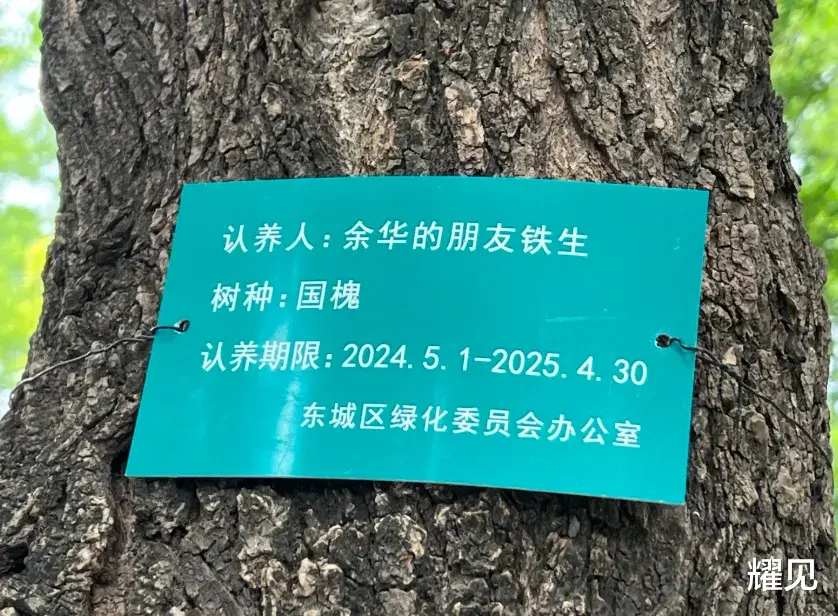 认养人:余华的朋友铁生
树种:国槐
认养期限:2024.5.1-2025.4.30
东城区绿化委员会办公室
耀见